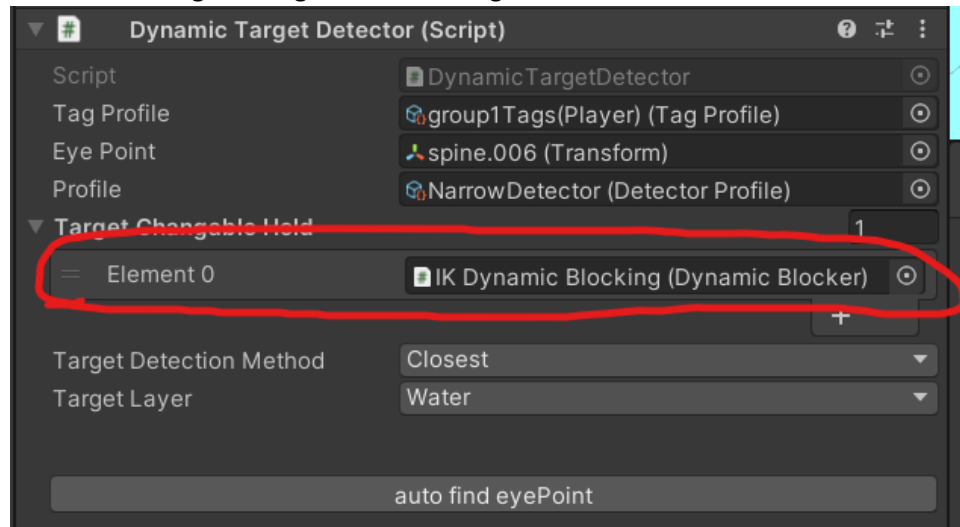 Dynamic Target Detector (Script)
Script DynamicTargetDetector
Tag Profile group1Tags(Player) (Tag Profile)
Eye Point spine.006 (Transform)
Profile NarrowDetector (Detector Profile)
Target Changable Hold 1
Element 0 IK Dynamic Blocking (Dynamic Blocker)
+
Target Detection Method Closest
Target Layer Water
auto find eyePoint